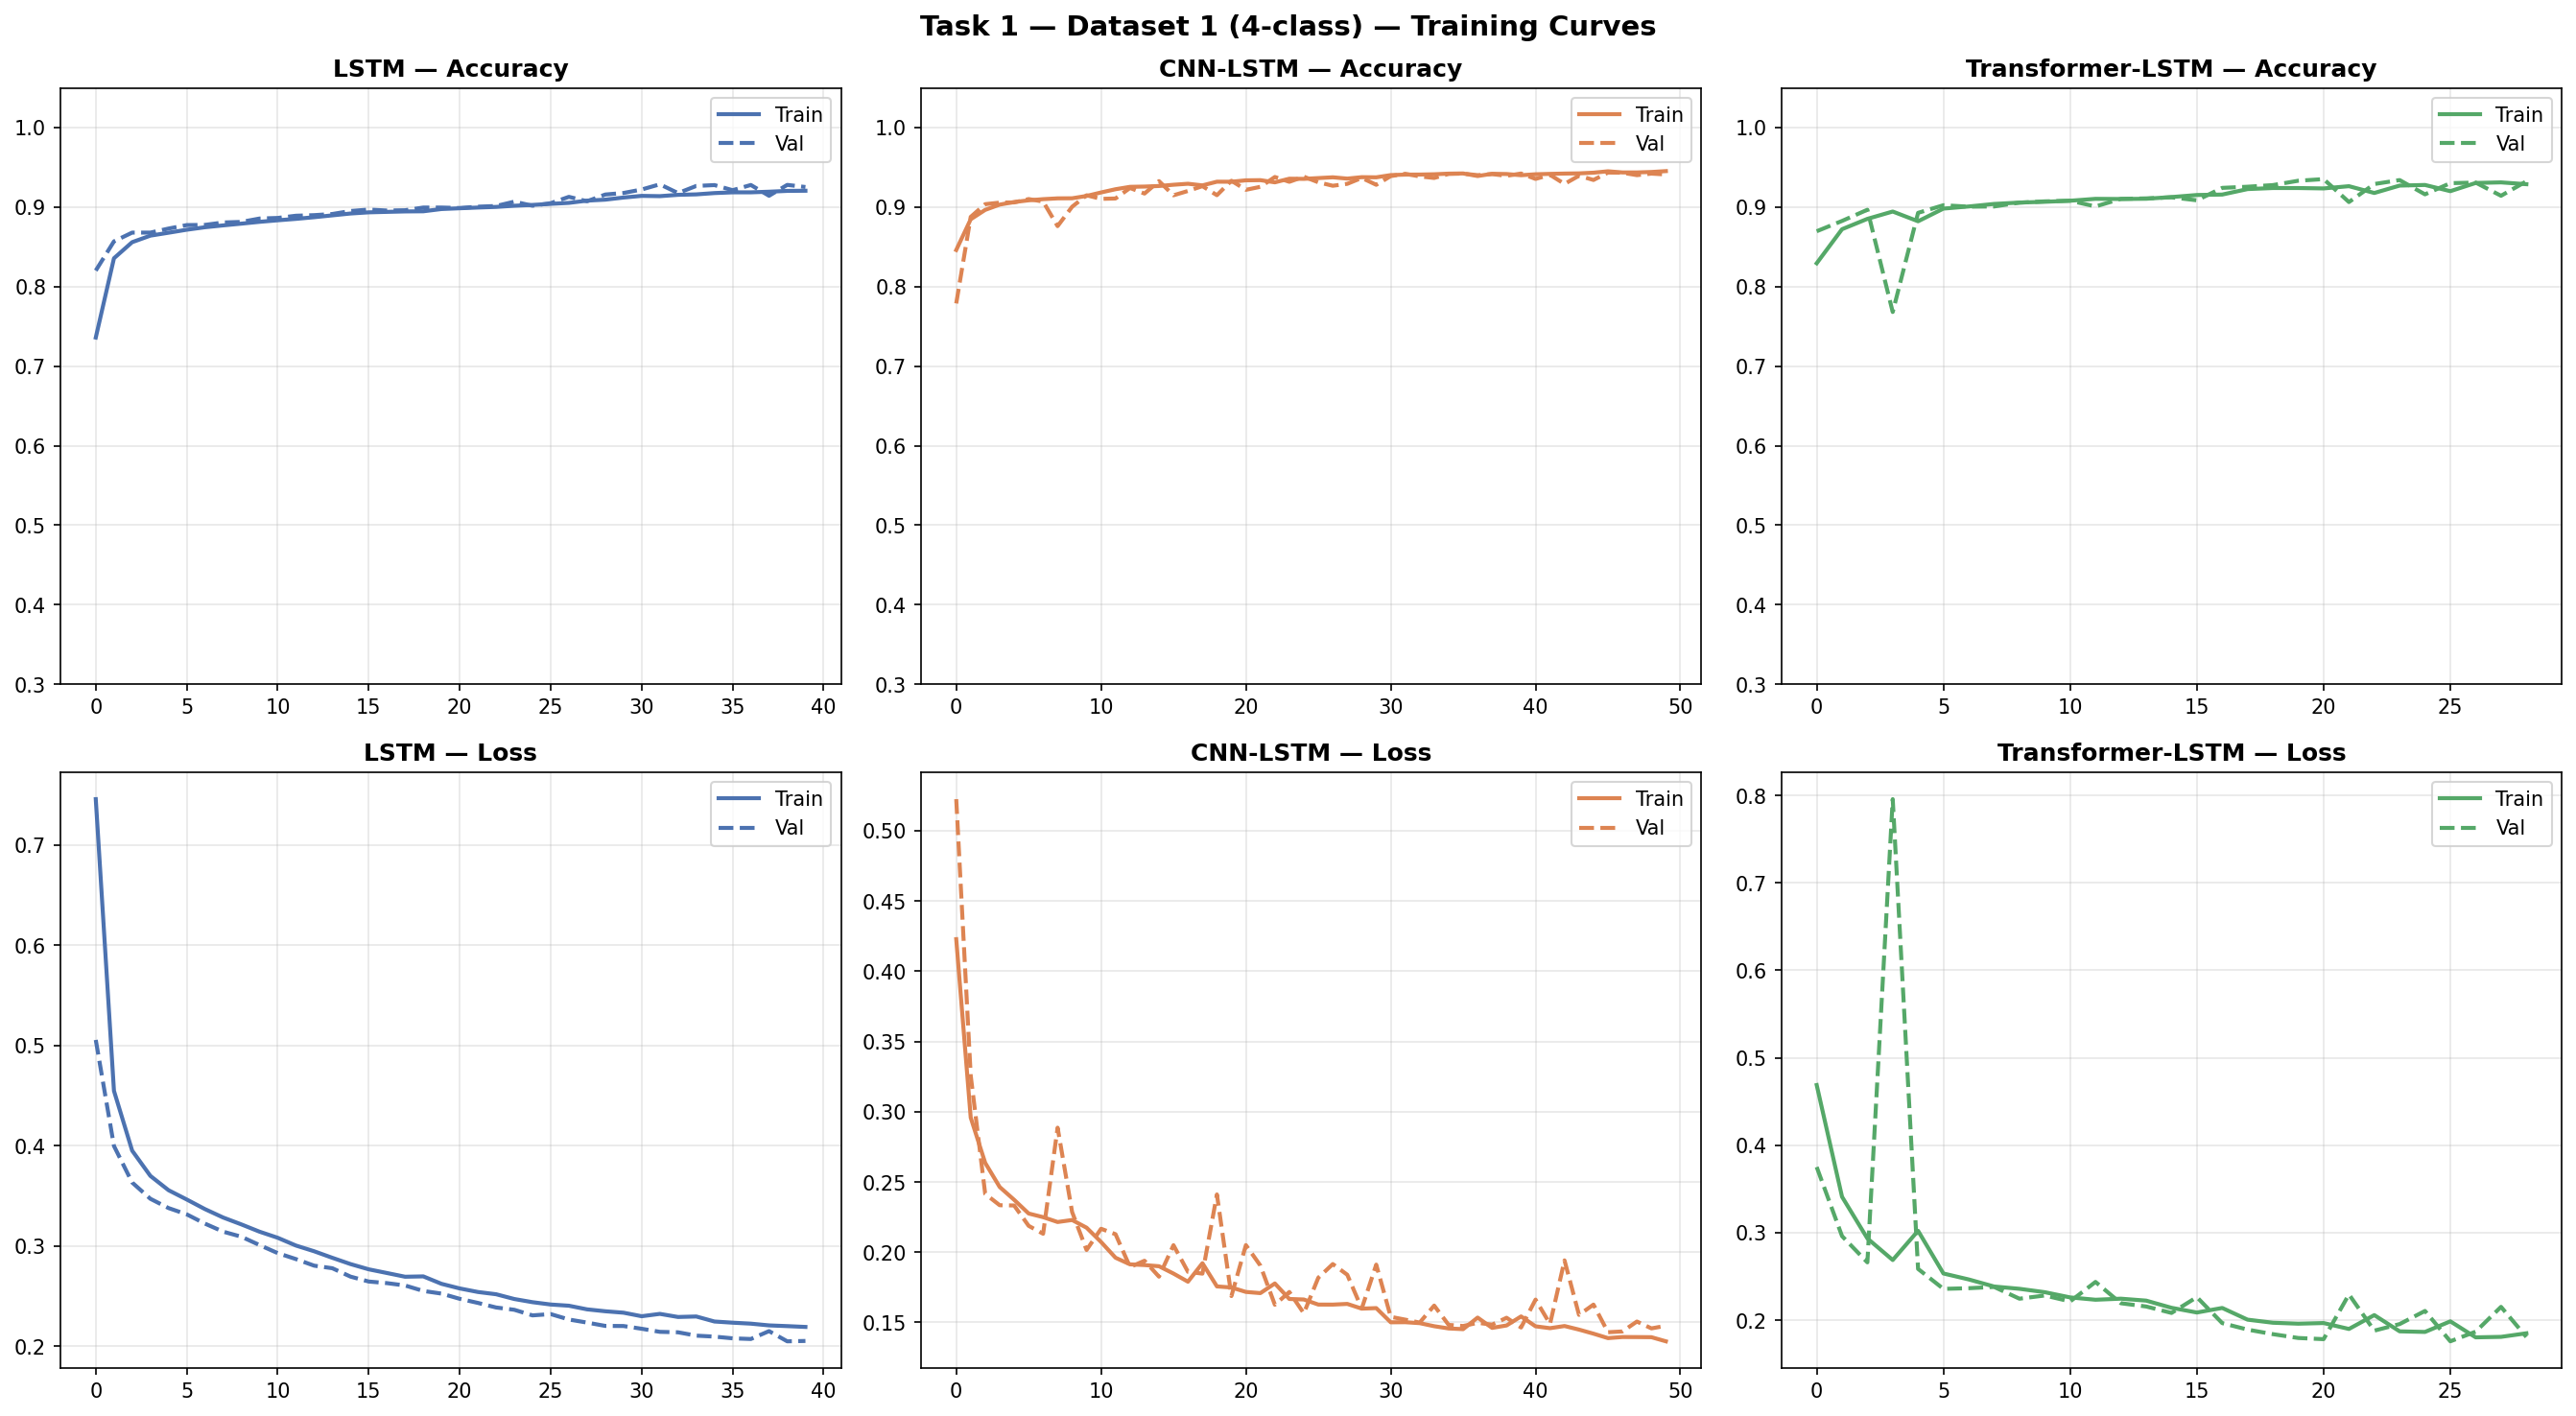 Task 1 — Dataset 1 (4-class) — Training Curves
LSTM — Accuracy
1.0
0.9
0.8
0.7
0.6
0.5
0.4
0.3
0 5 10 15 20 25 30 35 40
Train
Val
CNN-LSTM — Accuracy
1.0
0.9
0.8
0.7
0.6
0.5
0.4
0.3
0 10 20 30 40 50
Train
Val
Transformer-LSTM — Accuracy
1.0
0.9
0.8
0.7
0.6
0.5
0.4
0.3
0 5 10 15 20 25
Train
Val
LSTM — Loss
0.7
0.6
0.5
0.4
0.3
0.2
0 5 10 15 20 25 30 35 40
Train
Val
CNN-LSTM — Loss
0.50
0.45
0.40
0.35
0.30
0.25
0.20
0.15
0 10 20 30 40 50
Train
Val
Transformer-LSTM — Loss
0.8
0.7
0.6
0.5
0.4
0.3
0.2
0 5 10 15 20 25
Train
Val